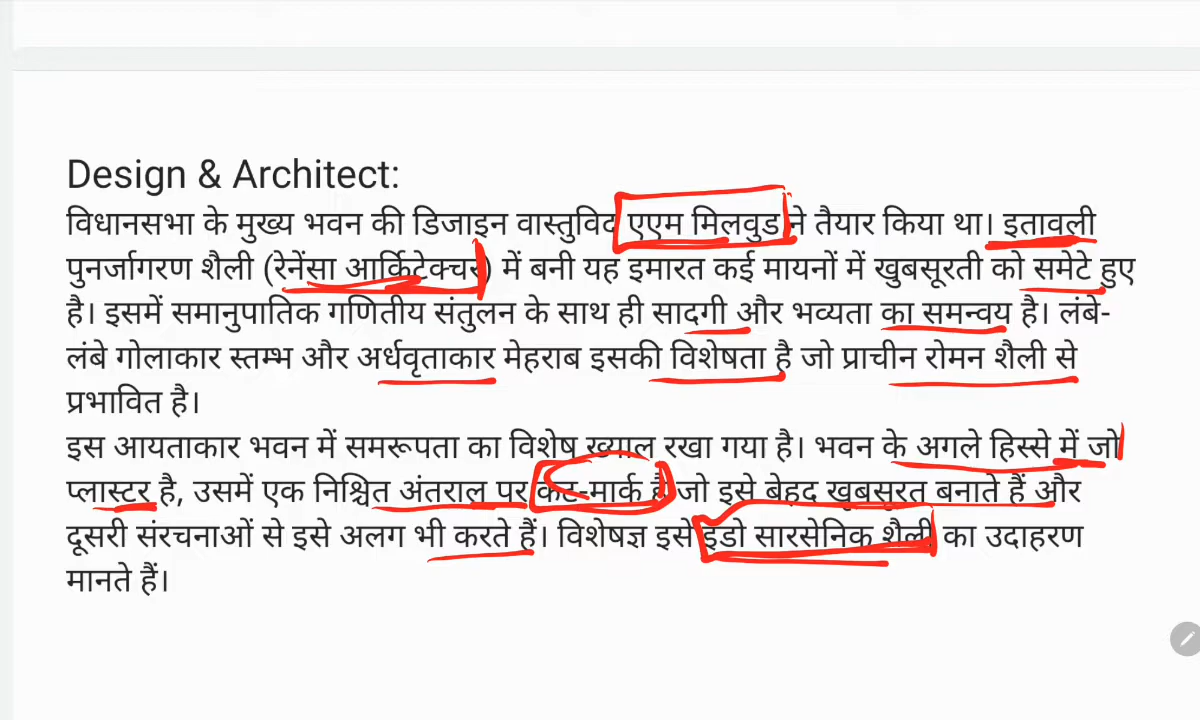 Design & Architect:
विधानसभा के मुख्य भवन की डिजाइन वास्तुविद एएम मिलवुड ने तैयार किया था। इतावली
पुनर्जागरण शैली (रेनेंसा आर्किटेक्चर) में बनी यह इमारत कई मायनों में खुबसूरती को समेटे हुए
है। इसमें समानुपातिक गणितीय संतुलन के साथ ही सादगी और भव्यता का समन्वय है। लंबे-
लंबे गोलाकार स्तम्भ और अर्धवृताकार मेहराब इसकी विशेषता है जो प्राचीन रोमन शैली से
प्रभावित है।
इस आयताकार भवन में समरूपता का विशेष ख्याल रखा गया है। भवन के अगले हिस्से में जो
प्लास्टर है, उसमें एक निश्चित अंतराल पर कट-मार्क है जो इसे बेहद खुबसुरत बनाते हैं और
दूसरी संरचनाओं से इसे अलग भी करते हैं। विशेषज्ञ इसे इंडो सारसेनिक शैली का उदाहरण
मानते हैं।